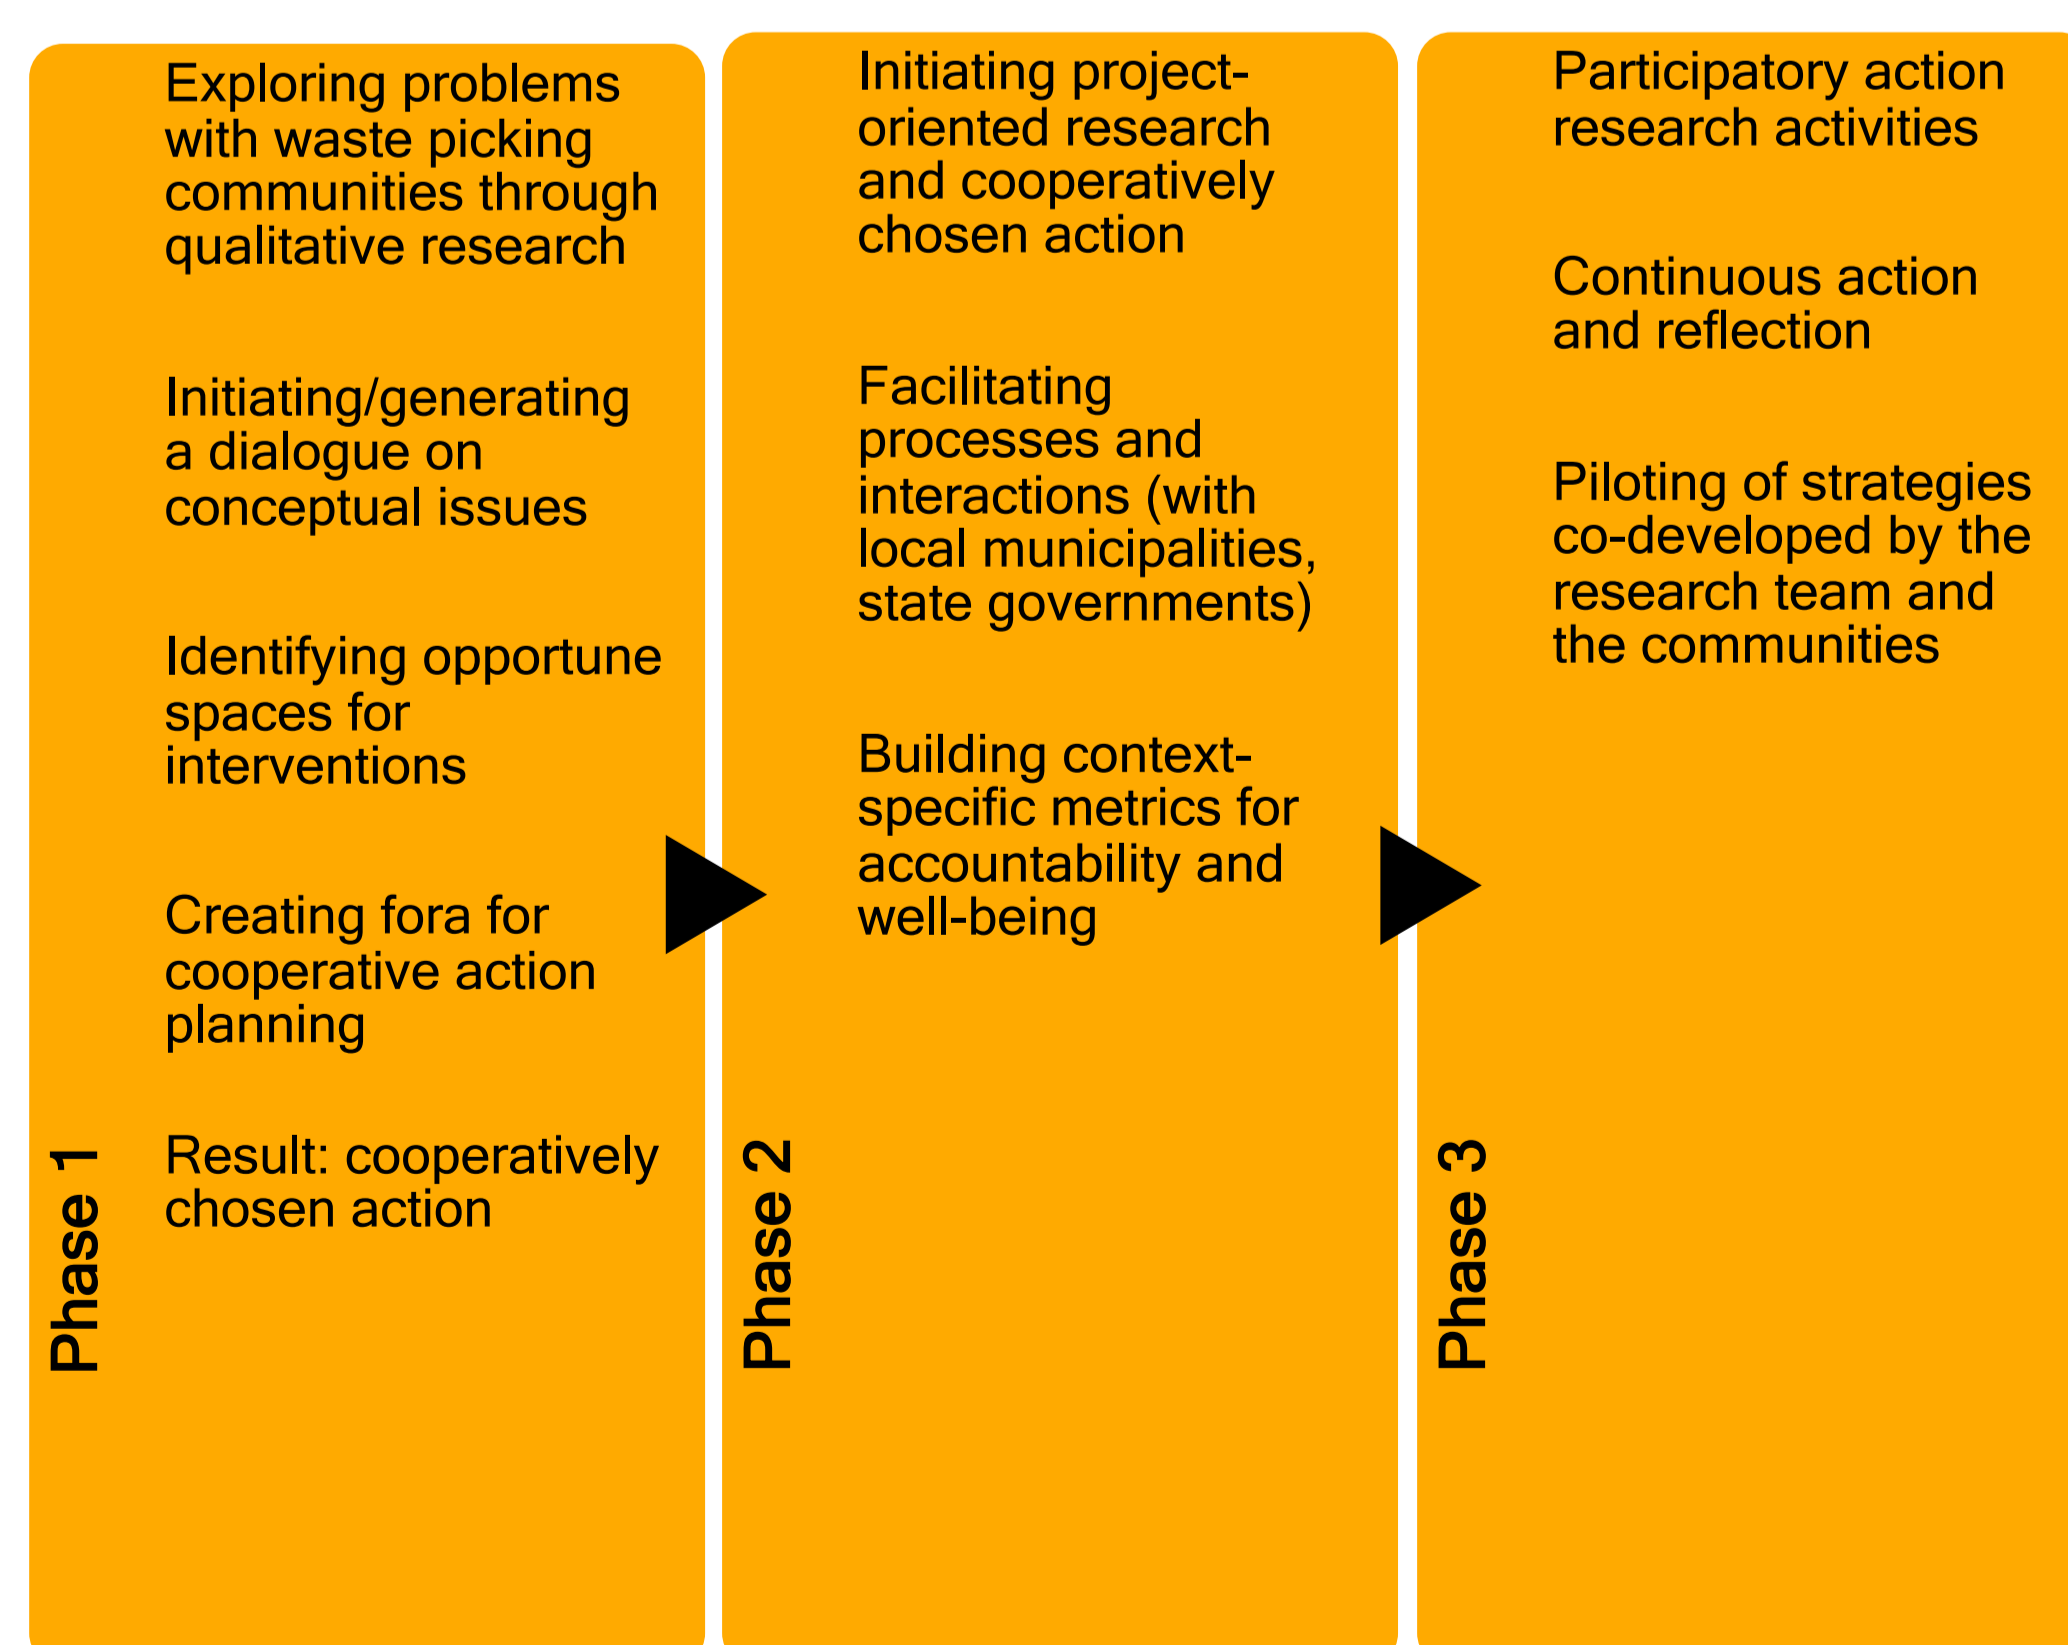 Exploring problems
with waste picking
communities through
qualitative research
Initiating/generating
a dialogue on
conceptual issues
Identifying opportune
spaces for
interventions
Creating fora for
cooperative action
planning
Result: cooperatively
chosen action
Phase 1
Initiating project-
oriented research
and cooperatively
chosen action
Facilitating
processes and
interactions (with
local municipalities,
state governments)
Building context-
specific metrics for
accountability and
well-being
Phase 2
Participatory action
research activities
Continuous action
and reflection
Piloting of strategies
co-developed by the
research team and
the communities
Phase 3